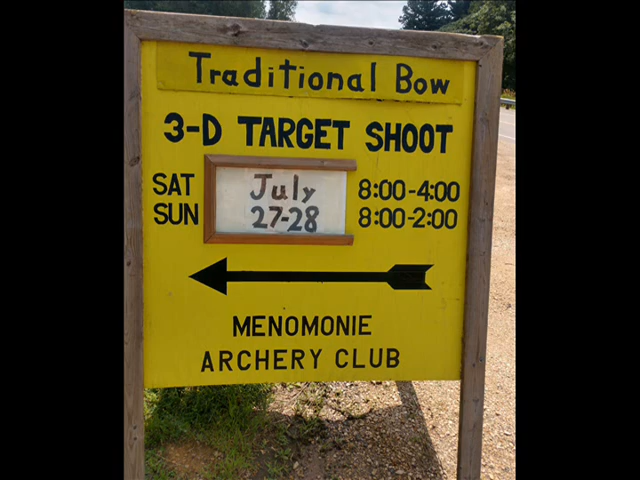 Traditional Bow
3-D TARGET SHOOT
SAT July 8:00-4:00
SUN 27-28 8:00-2:00
MENOMONIE
ARCHERY CLUB